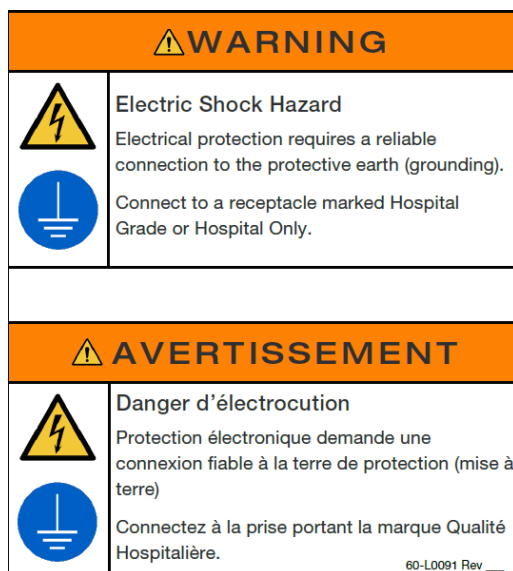 WARNING
Electric Shock Hazard
Electrical protection requires a reliable
connection to the protective earth (grounding).
Connect to a receptacle marked Hospital
Grade or Hospital Only.
AVERTISSEMENT
Danger d’électrocution
Protection électronique demande une
connexion fiable à la terre de protection (mise à
terre)
Connectez à la prise portant la marque Qualité
Hospitalière.
60-L0091 Rev ___